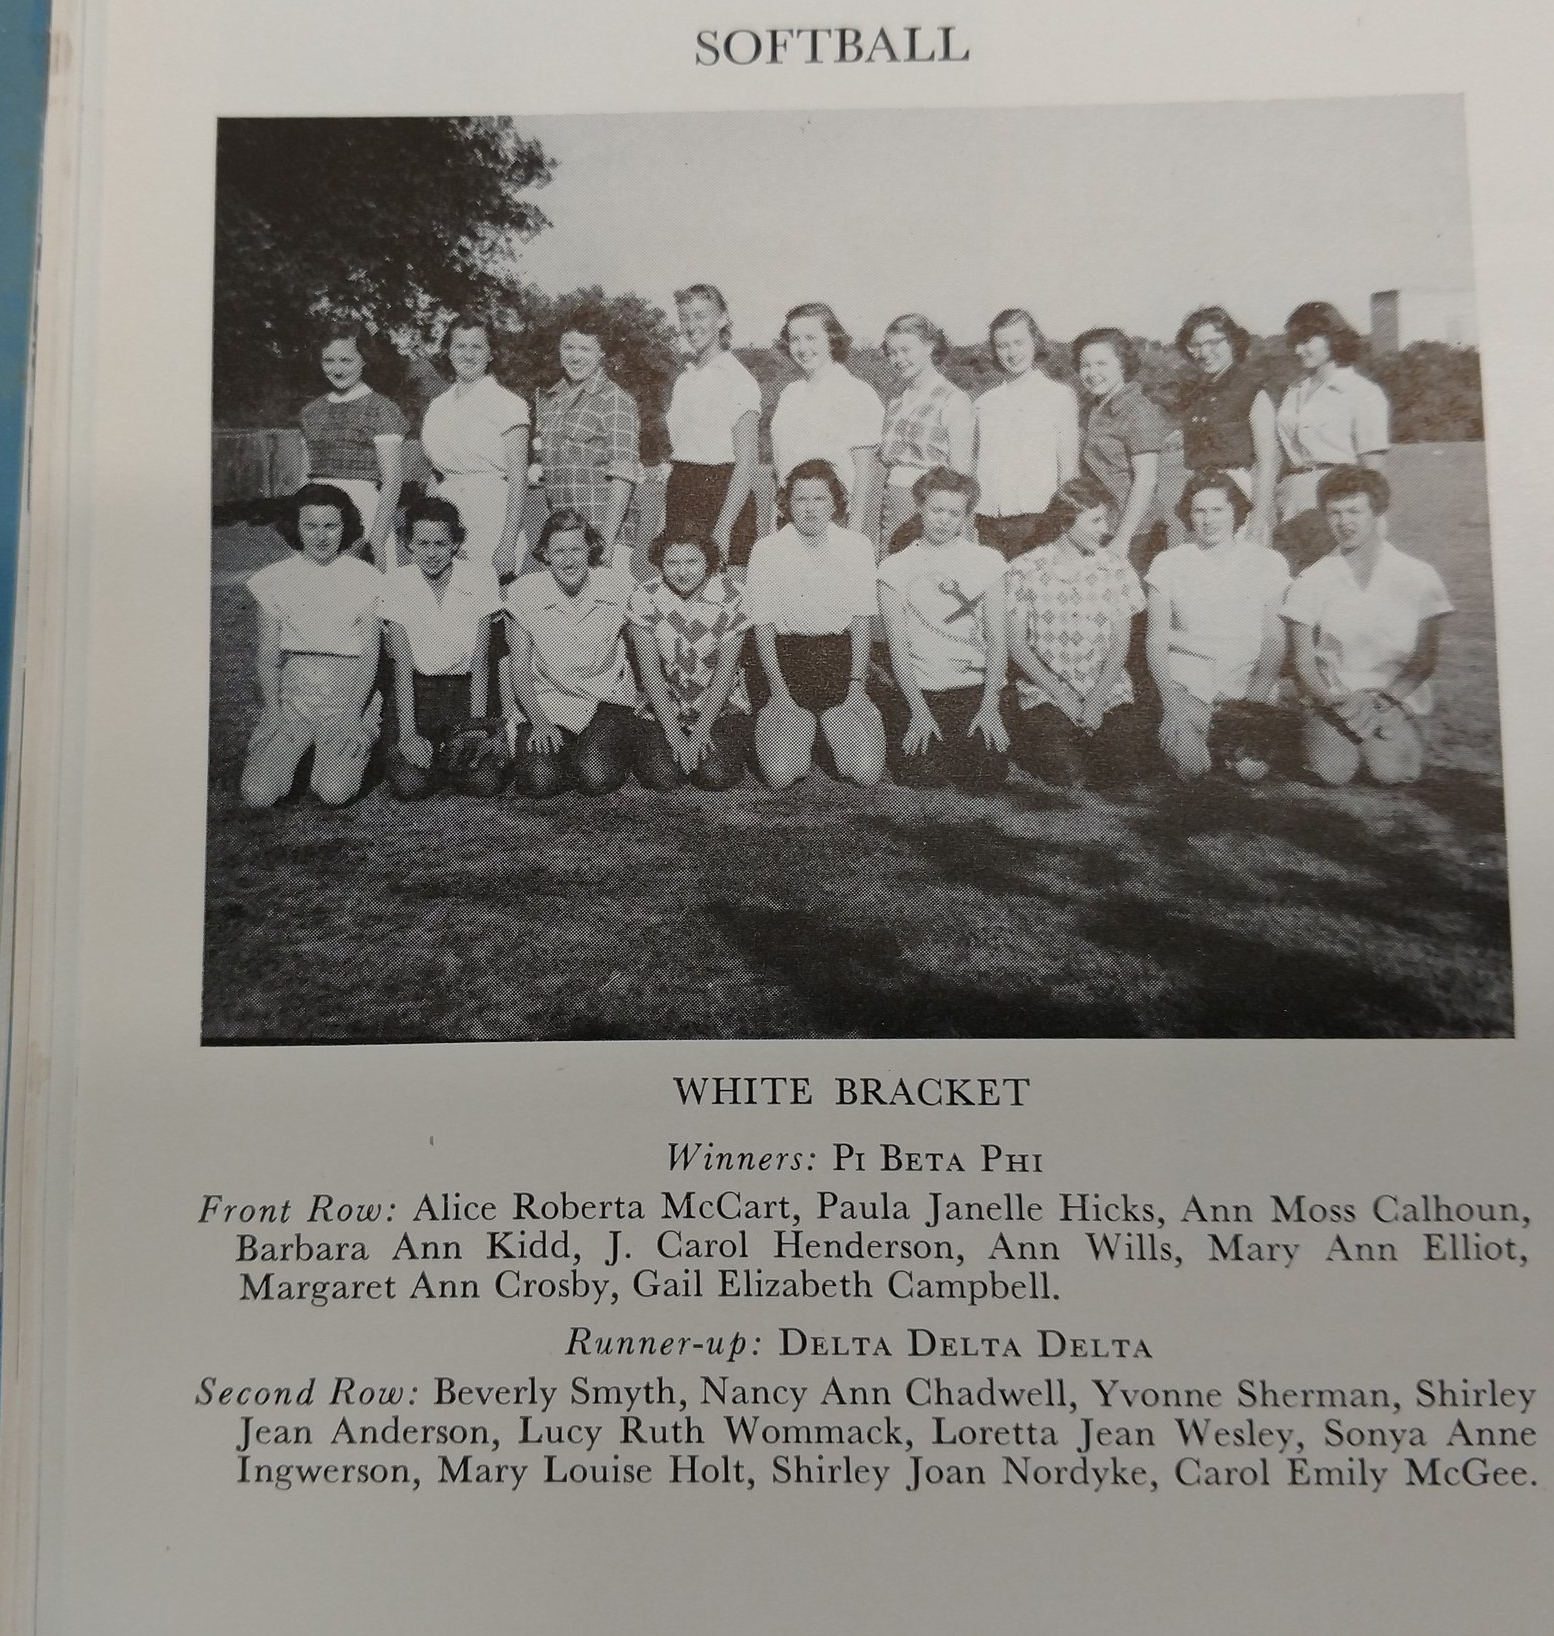 SOFTBALL
WHITE BRACKET
Winners: PI BETA PHI
Front Row: Alice Roberta McCart, Paula Janelle Hicks, Ann Moss Calhoun,
Barbara Ann Kidd, J. Carol Henderson, Ann Wills, Mary Ann Elliot,
Margaret Ann Crosby, Gail Elizabeth Campbell.
Runner-up: DELTA DELTA DELTA
Second Row: Beverly Smyth, Nancy Ann Chadwell, Yvonne Sherman, Shirley
Jean Anderson, Lucy Ruth Wommack, Loretta Jean Wesley, Sonya Anne
Ingwerson, Mary Louise Holt, Shirley Joan Nordyke, Carol Emily McGee.